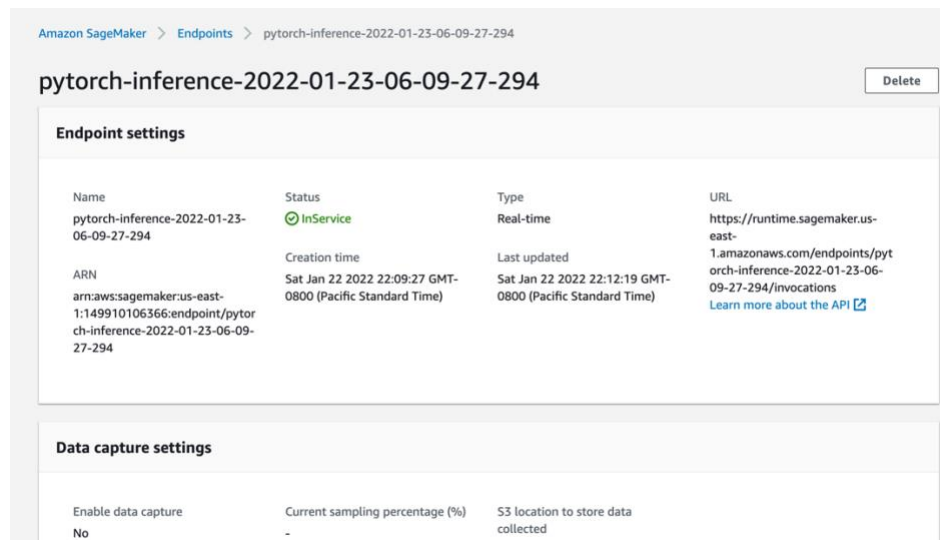 Amazon SageMaker > Endpoints > pytorch-inference-2022-01-23-06-09-27-294
pytorch-inference-2022-01-23-06-09-27-294
Delete
Endpoint settings
Name
pytorch-inference-2022-01-23-
06-09-27-294
ARN
arn:aws:sagemaker:us-east-
1:149910106366:endpoint/pytor
ch-inference-2022-01-23-06-09-
27-294
Status
InService
Creation time
Sat Jan 22 2022 22:09:27 GMT-
0800 (Pacific Standard Time)
Type
Real-time
Last updated
Sat Jan 22 2022 22:12:19 GMT-
0800 (Pacific Standard Time)
URL
https://runtime.sagemaker.us-
east-
1.amazonaws.com/endpoints/pyt
orch-inference-2022-01-23-06-
09-27-294/invocations
Learn more about the API
Data capture settings
Enable data capture
No
Current sampling percentage (%)
-
S3 location to store data
collected